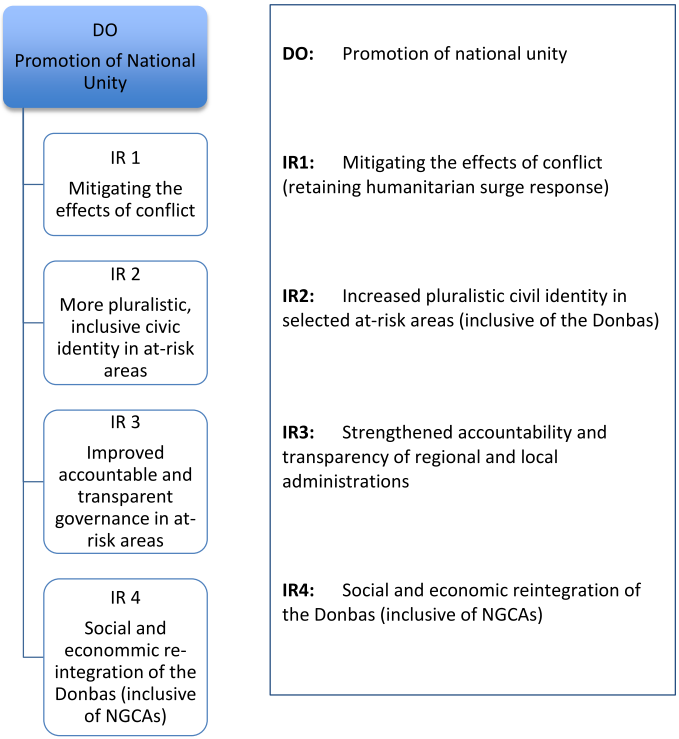 DO
Promotion of National
Unity
IR 1
Mitigating the
effects of conflict
IR 2
More pluralistic,
inclusive civic
identity in at-risk
areas
IR 3
Improved
accountable and
transparent
governance in at-
risk areas
IR 4
Social and
econommic re-
integration of the
Donbas (inclusive
of NGCAs)
DO: Promotion of national unity
IR1: Mitigating the effects of conflict
(retaining humanitarian surge response)
IR2: Increased pluralistic civil identity in
selected at-risk areas (inclusive of the Donbas)
IR3: Strengthened accountability and
transparency of regional and local
administrations
IR4: Social and economic reintegration of
the Donbas (inclusive of NGCAs)